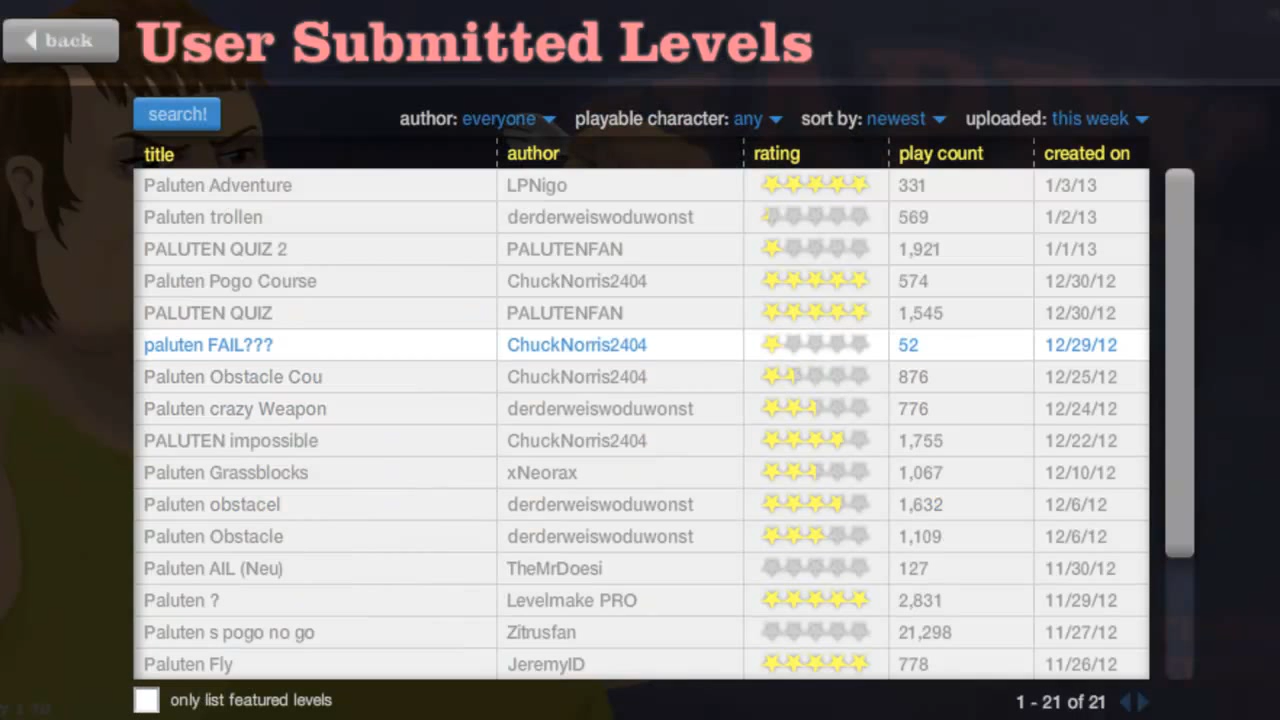 back
User Submitted Levels
search!
author: everyone playable character: any sort by: newest uploaded: this week
title author rating play count created on
Paluten Adventure LPNigo 331 1/3/13
Paluten trollen derderweiswoduwonst 569 1/2/13
PALUTEN QUIZ 2 PALUTENFAN 1,921 1/1/13
Paluten Pogo Course ChuckNorris2404 574 12/30/12
PALUTEN QUIZ PALUTENFAN 1,545 12/30/12
paluten FAIL??? ChuckNorris2404 52 12/29/12
Paluten Obstacle Cou ChuckNorris2404 876 12/25/12
Paluten crazy Weapon derderweiswoduwonst 776 12/24/12
PALUTEN impossible ChuckNorris2404 1,755 12/22/12
Paluten Grassblocks xNeorax 1,067 12/10/12
Paluten obstacel derderweiswoduwonst 1,632 12/6/12
Paluten Obstacle derderweiswoduwonst 1,109 12/6/12
Paluten AIL (Neu) TheMrDoesi 127 11/30/12
Paluten ? Levelmake PRO 2,831 11/29/12
Paluten s pogo no go Zitrusfan 21,298 11/27/12
Paluten Fly JeremyID 778 11/26/12
only list featured levels 1 - 21 of 21